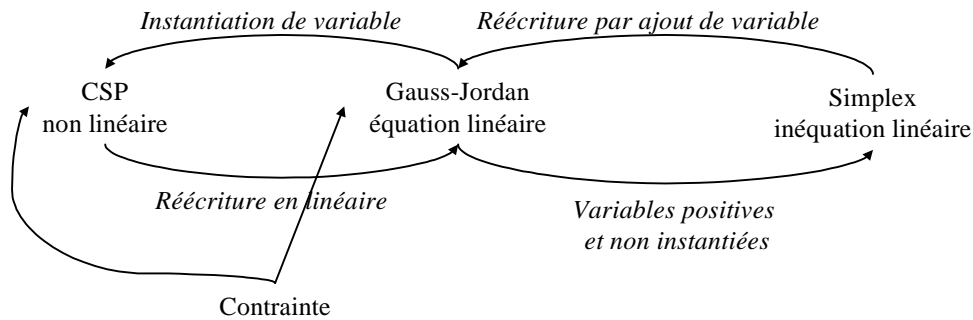 Instantiation de variable
Réécriture par ajout de variable
CSP
non linéaire
Gauss-Jordan
équation linéaire
Simplex
inéquation linéaire
Réécriture en linéaire
Variables positives
et non instantiées
Contrainte